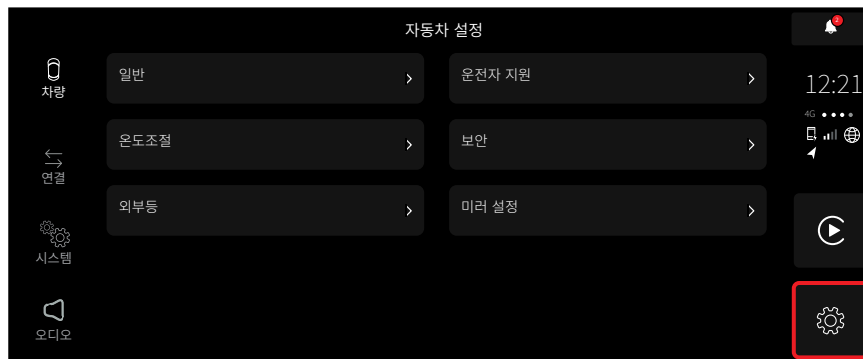 자동차 설정
2
차량
일반
운전자 지원
12:21
4G
온도조절
보안
연결
외부등
미러 설정
시스템
오디오